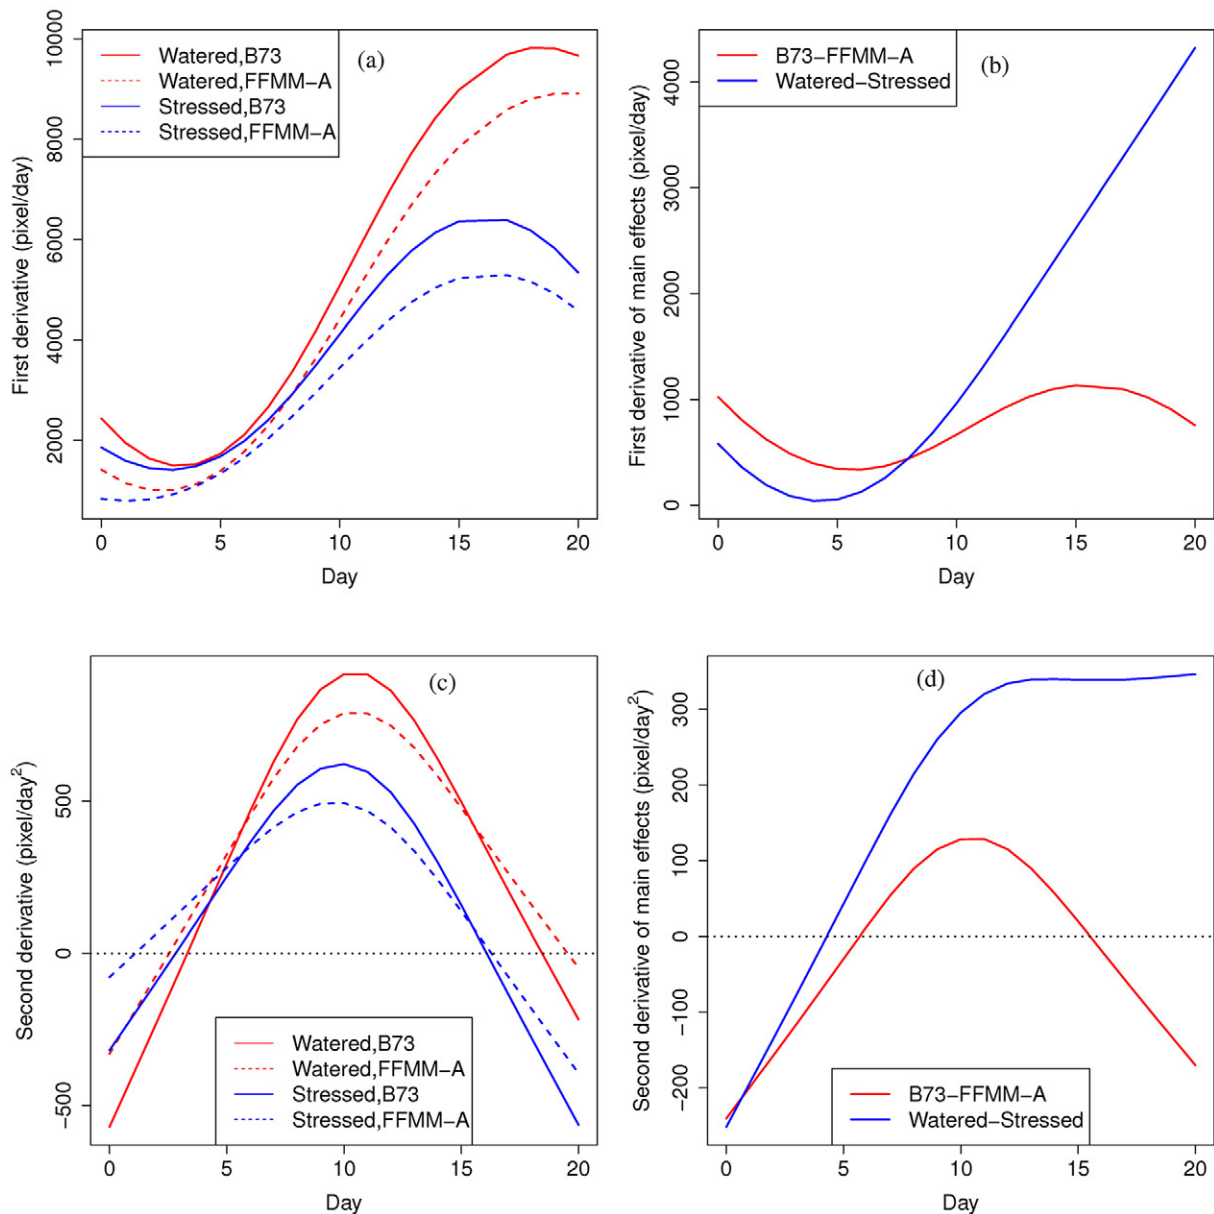 Watered,B73
Watered,FFMM-A
Stressed,B73
Stressed,FFMM-A
(a)
First derivative (pixel/day)
2000
4000
6000
8000
10000
0
5
10
15
20
Day
B73-FFMM-A
Watered-Stressed
(b)
First derivative of main effects (pixel/day)
0
1000
2000
3000
4000
0
5
10
15
20
Day
(c)
Second derivative (pixel/day²)
-500
0
500
Watered,B73
Watered,FFMM-A
Stressed,B73
Stressed,FFMM-A
0
5
10
15
20
Day
(d)
Second derivative of main effects (pixel/day²)
-200
-100
0
100
200
300
B73-FFMM-A
Watered-Stressed
0
5
10
15
20
Day